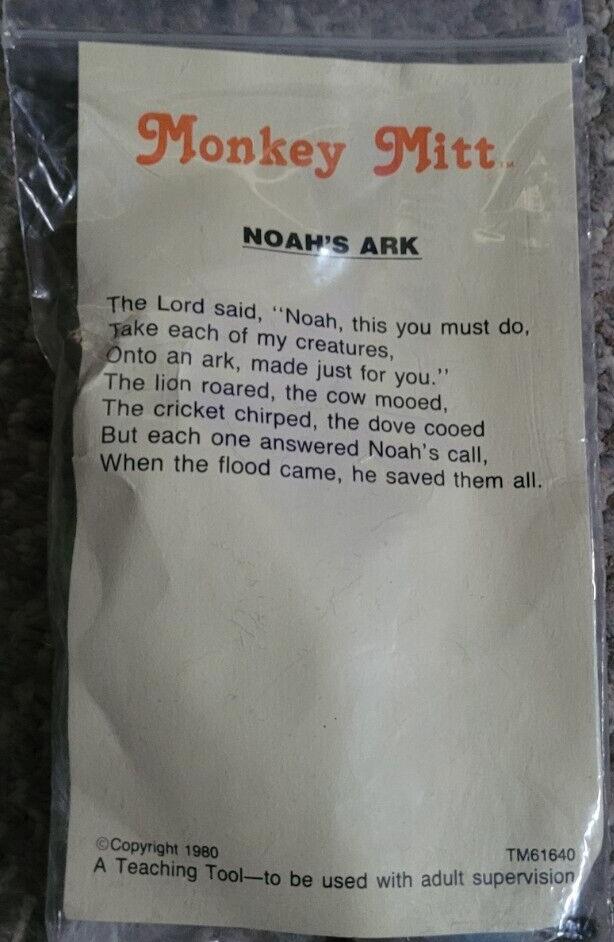 Monkey Mitt™
NOAH'S ARK
The Lord said, "Noah, this you must do,
Take each of my creatures,
Onto an ark, made just for you."
The lion roared, the cow mooed,
The cricket chirped, the dove cooed
But each one answered Noah's call,
When the flood came, he saved them all.
©Copyright 1980
TM61640
A Teaching Tool—to be used with adult supervision